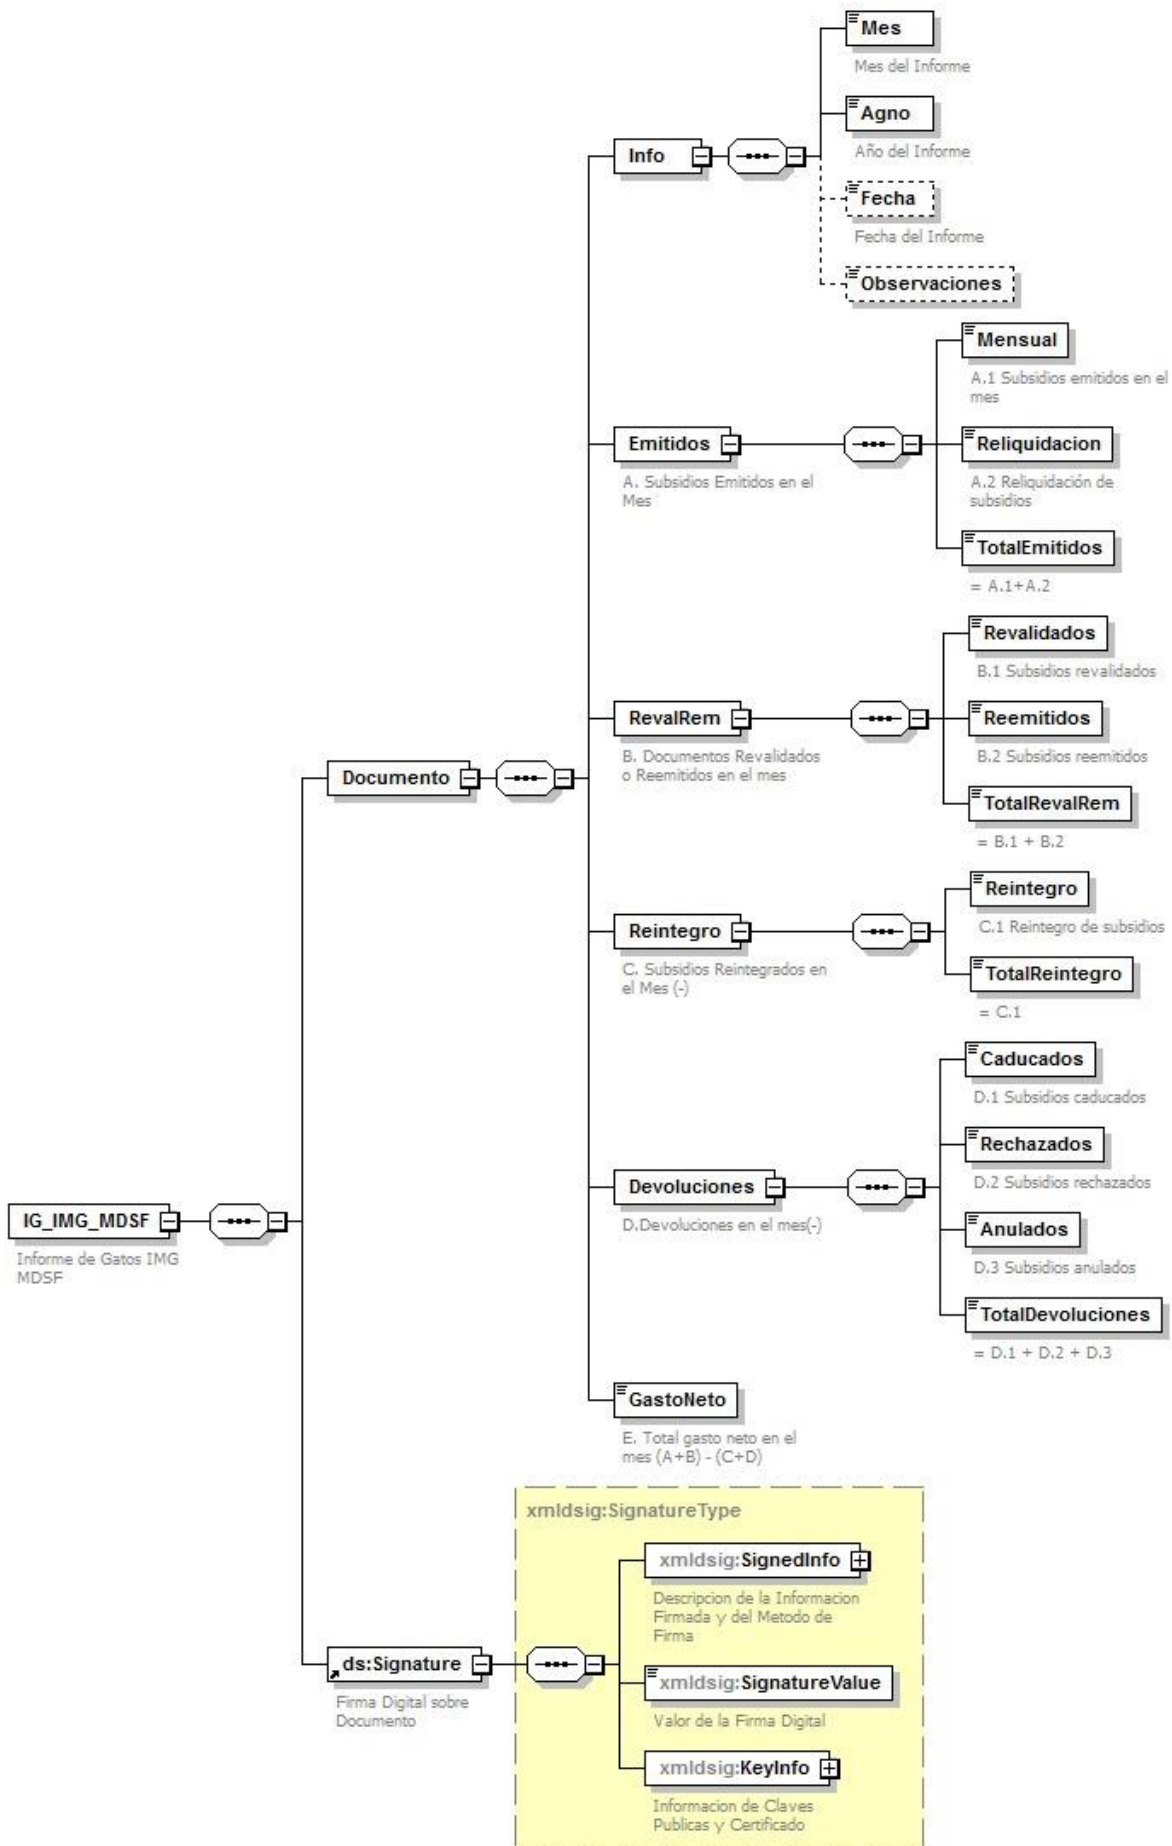 Mes
Mes del Informe
Agno
Año del Informe
Info
Fecha
Fecha del Informe
Observaciones
Mensual
A.1 Subsidios emitidos en el
mes
Emitidos
A. Subsidios Emitidos en el
Mes
Reliquidacion
A.2 Reliquidación de
subsidios
TotalEmitidos
= A.1+A.2
Revalidados
B.1 Subsidios revalidados
RevalRem
B. Documentos Revalidados
o Reemitidos en el mes
Reemitidos
B.2 Subsidios reemitidos
Documento
TotalRevalRem
= B.1 + B.2
Reintegro
C.1 Reintegro de subsidios
Reintegro
C. Subsidios Reintegrados en
el Mes (-)
TotalReintegro
= C.1
Caducados
D.1 Subsidios caducados
Rechazados
D.2 Subsidios rechazados
Devoluciones
D.Devoluciones en el mes(-)
IG_IMG_MDSF
Informe de Gatos IMG
MDSF
Anulados
D.3 Subsidios anulados
TotalDevoluciones
= D.1 + D.2 + D.3
GastoNeto
E. Total gasto neto en el
mes (A+B) - (C+D)
xmldsig:SignatureType
xmldsig:SignedInfo
Descripcion de la Informacion
Firmada y del Metodo de
Firma
ds:Signature
Firma Digital sobre
Documento
xmldsig:SignatureValue
Valor de la Firma Digital
xmldsig:KeyInfo
Informacion de Claves
Publicas y Certificado